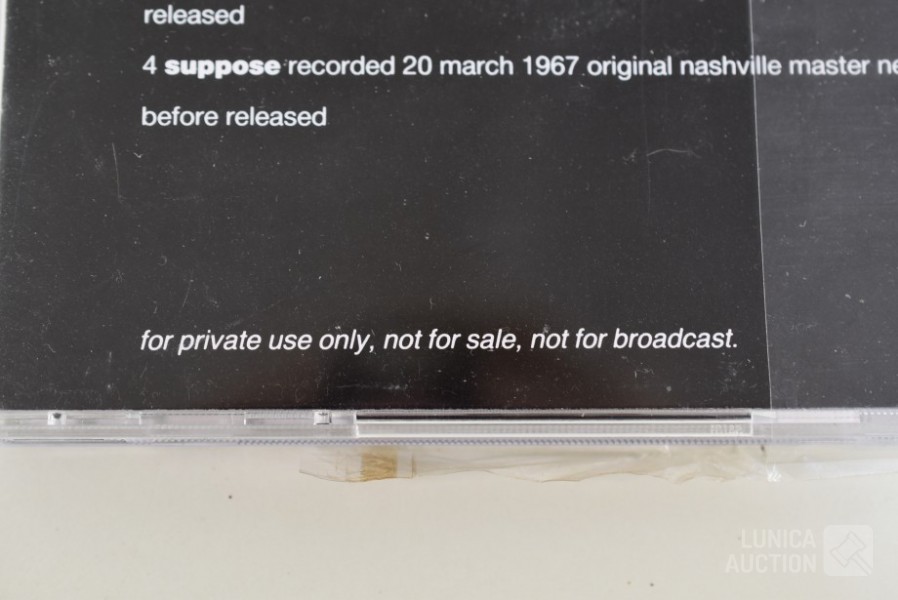 released
4 suppose recorded 20 march 1967 original nashville master ne
before released
for private use only, not for sale, not for broadcast.
LUNICA
AUCTION